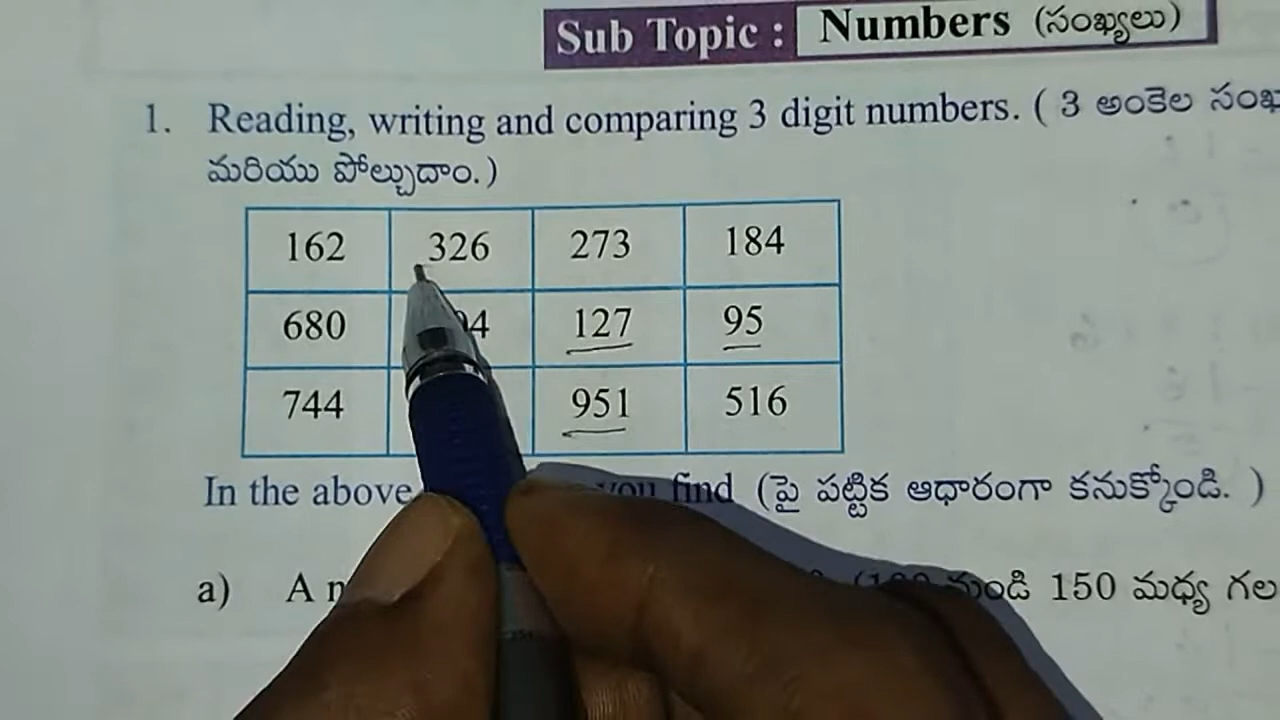 Sub Topic : Numbers (సంఖ్యలు)
1. Reading, writing and comparing 3 digit numbers. ( 3 అంకెల
మరియు పోల్చుదాం.)
162 326 273 184
680 127 95
744 951 516
In the above you find (పై పట్టిక ఆధారంగా కనుక్కోండి. )
a) A 150 మధ్య గల